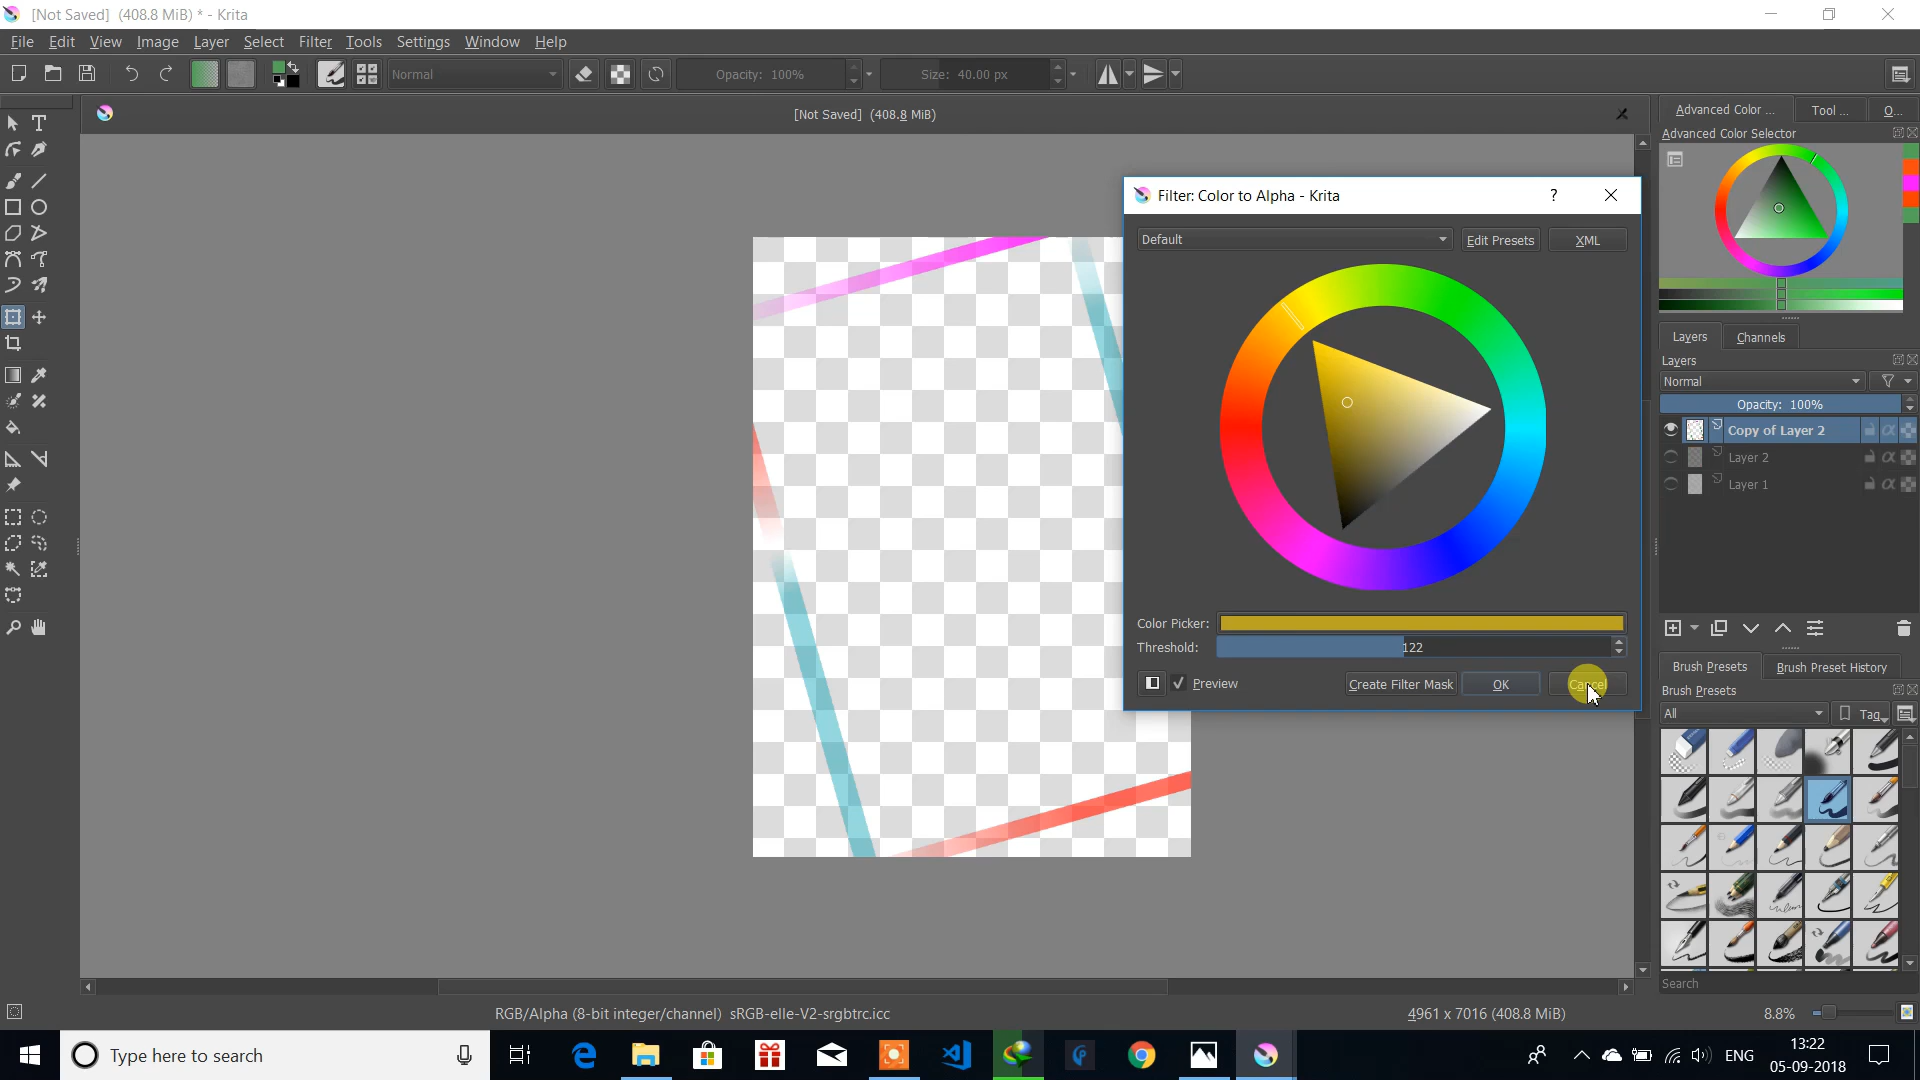 [Not Saved] (408.8 MiB) * - Krita
File Edit View Image Layer Select Filter Tools Settings Window Help
Normal Opacity: 100% Size: 40.00 px
[Not Saved] (408.8 MiB)
Advanced Color ... Tool ... O...
Advanced Color Selector
Filter: Color to Alpha - Krita ?
Default Edit Presets XML
Color Picker:
Threshold: 122
Preview Create Filter Mask OK Cancel
Layers Channels
Layers
Normal
Opacity: 100%
Copy of Layer 2
Layer 2
Layer 1
Brush Presets Brush Preset History
Brush Presets
All Tag
Search
RGB/Alpha (8-bit integer/channel) sRGB-elle-V2-srgbtrc.icc 4961 x 7016 (408.8 MiB) 8.8%
Type here to search
ENG 13:22
05-09-2018